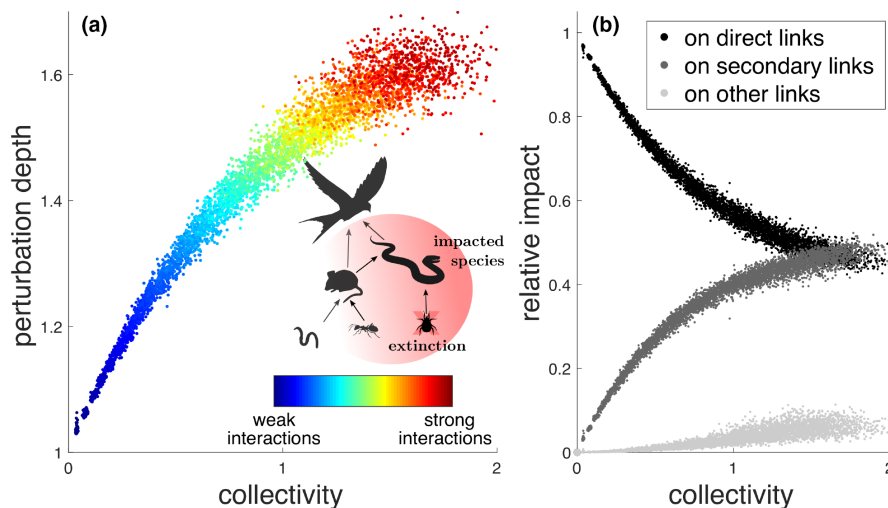 (a)
perturbation depth
1.6
1.4
1.2
1
0
1
2
collectivity
impacted
species
extinction
weak
interactions
strong
interactions
(b)
relative impact
1
0.8
0.6
0.4
0.2
0
0
1
2
collectivity
on direct links
on secondary links
on other links